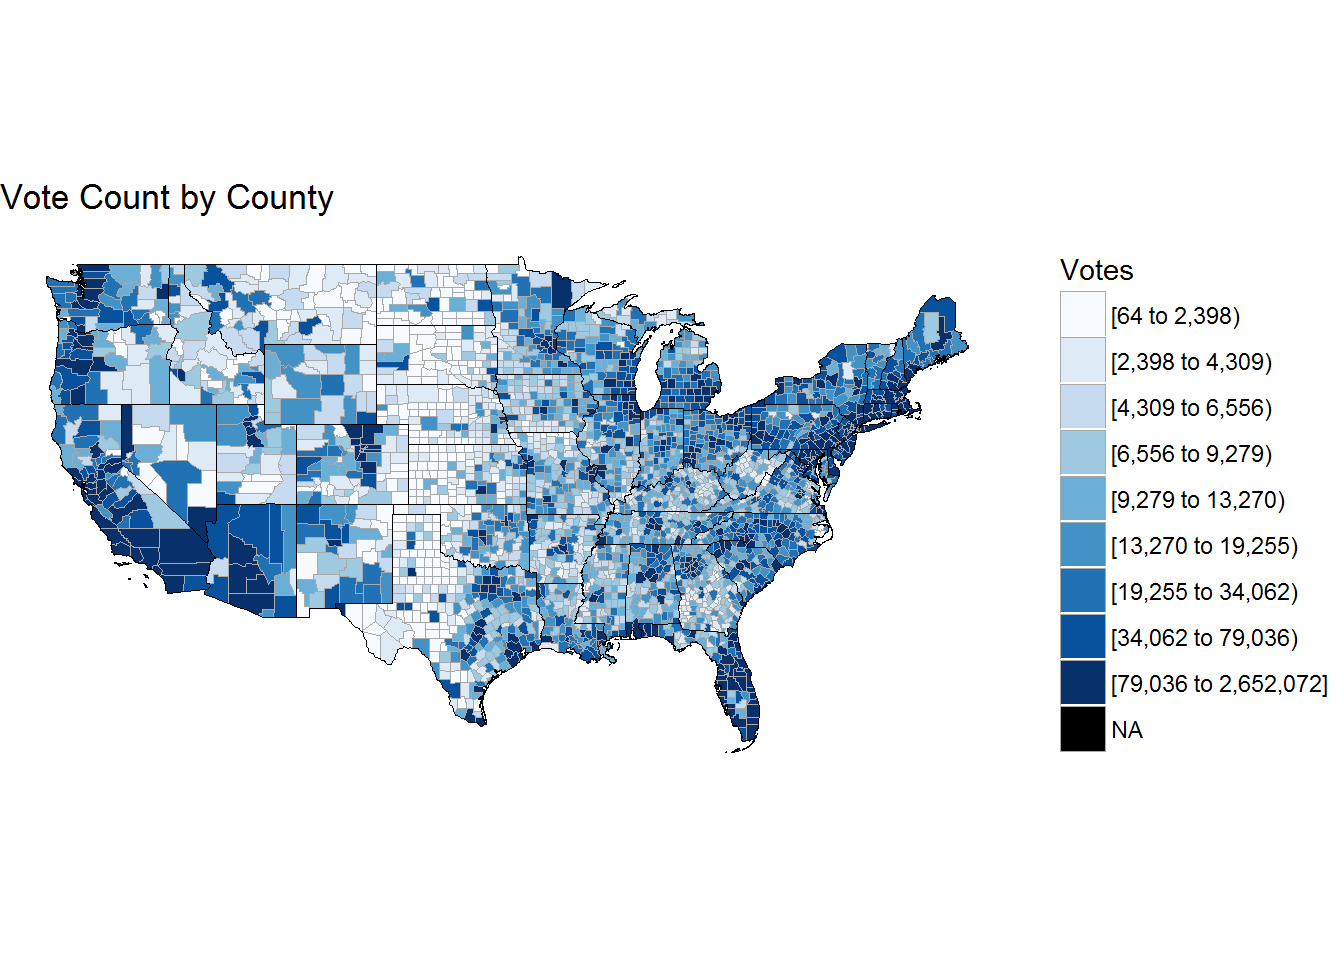 Vote Count by County
Votes
[64 to 2,398)
[2,398 to 4,309)
[4,309 to 6,556)
[6,556 to 9,279)
[9,279 to 13,270)
[13,270 to 19,255)
[19,255 to 34,062)
[34,062 to 79,036)
[79,036 to 2,652,072]
NA